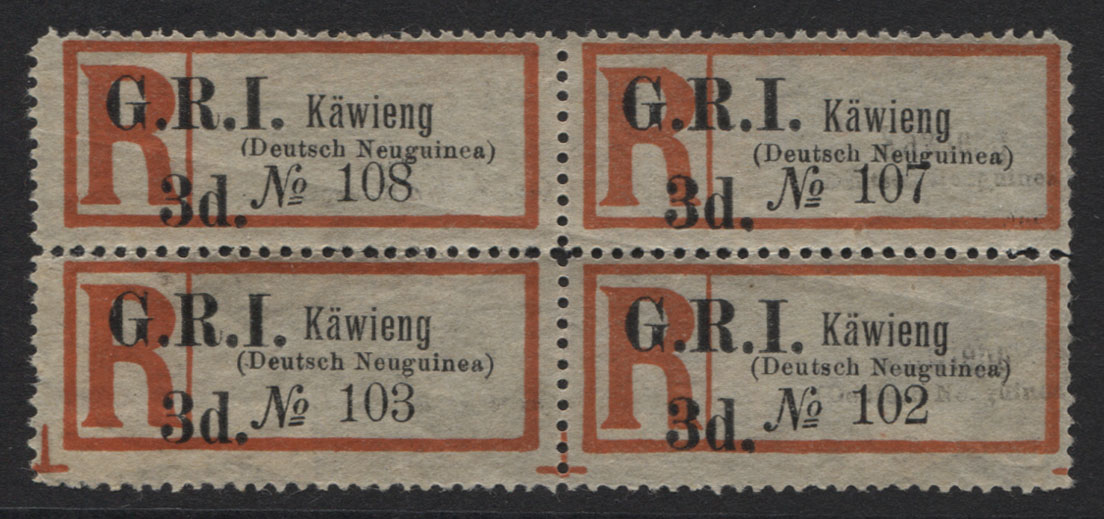 R G.R.I. Käwieng
(Deutsch Neuguinea)
3d. № 108
R G.R.I. Käwieng
(Deutsch Neuguinea)
3d. № 107
R G.R.I. Käwieng
(Deutsch Neuguinea)
3d. № 103
R G.R.I. Käwieng
(Deutsch Neuguinea)
3d. № 102